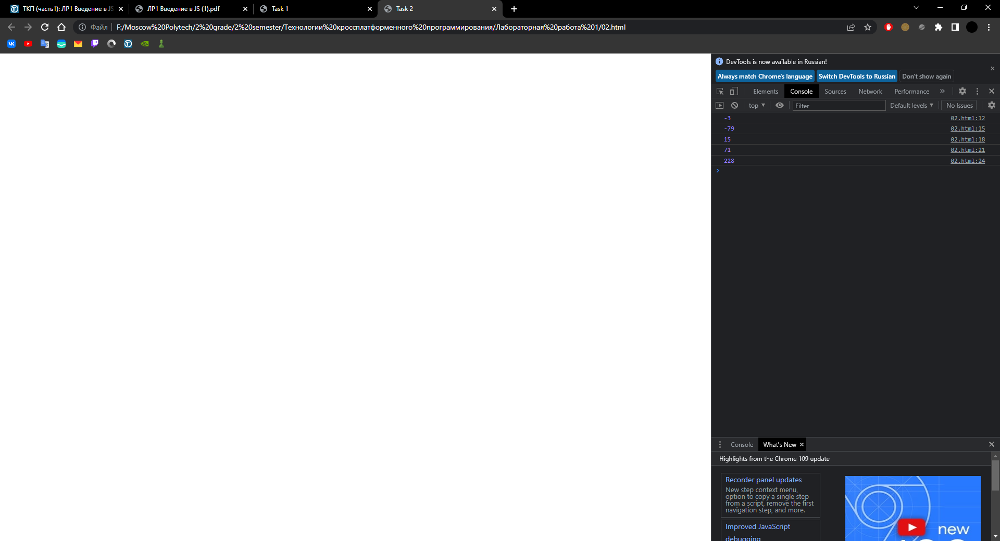 ТКП (часть1): ЛР1 Введение в JS
ЛР1 Введение в JS (1).pdf
Task 1
Task 2
Файл
F:/Moscow%20Polytech/2%20grade/2%20semester/Технологии%20кроссплатформенного%20программирования/Лабораторная%20работа%201/02.html
DevTools is now available in Russian!
Always match Chrome's language
Switch DevTools to Russian
Don't show again
Elements
Console
Sources
Network
Performance
top
Filter
Default levels
No Issues
-3 02.html:12
-79 02.html:15
15 02.html:18
71 02.html:21
228 02.html:24
Console
What's New
Highlights from the Chrome 109 update
Recorder panel updates
New step context menu,
option to copy a single step
from a script, remove the first
navigation step, and more.
Improved JavaScript
debugging
new